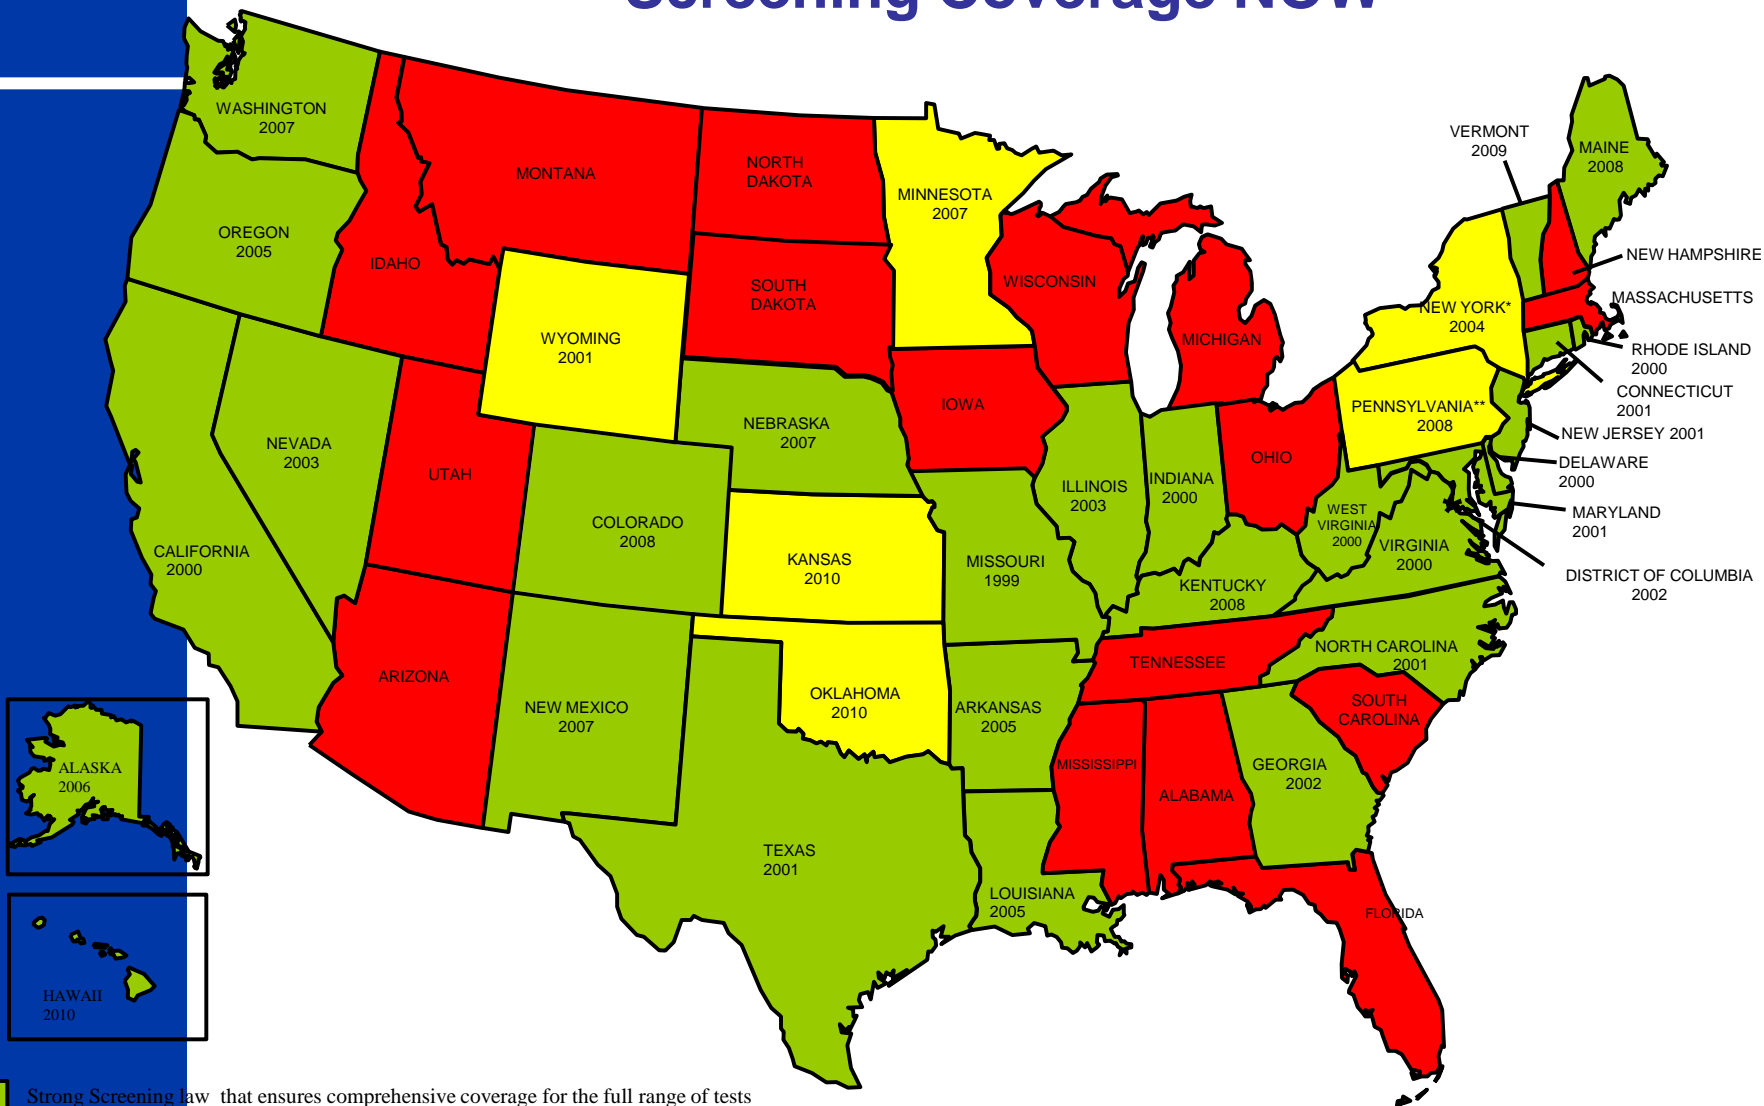 Screening Coverage NOW
WASHINGTON
2007
OREGON
2005
IDAHO
MONTANA
NORTH
DAKOTA
MINNESOTA
2007
SOUTH
DAKOTA
WISCONSIN
MICHIGAN
WYOMING
2001
CALIFORNIA
2000
NEVADA
2003
UTAH
COLORADO
2008
NEBRASKA
2007
IOWA
ILLINOIS
2003
INDIANA
2000
OHIO
KANSAS
2010
MISSOURI
1999
KENTUCKY
2008
WEST
VIRGINIA
2000
VIRGINIA
2000
ARIZONA
NEW MEXICO
2007
OKLAHOMA
2010
ARKANSAS
2005
TENNESSEE
NORTH CAROLINA
2001
SOUTH
CAROLINA
MISSISSIPPI
ALABAMA
GEORGIA
2002
TEXAS
2001
LOUISIANA
2005
FLORIDA
ALASKA
2006
HAWAII
2010
VERMONT
2009
MAINE
2008
NEW HAMPSHIRE
MASSACHUSETTS
NEW YORK*
2004
RHODE ISLAND
2000
CONNECTICUT
2001
PENNSYLVANIA**
2008
NEW JERSEY 2001
DELAWARE
2000
MARYLAND
2001
DISTRICT OF COLUMBIA
2002
Strong Screening law that ensures comprehensive coverage for the full range of tests